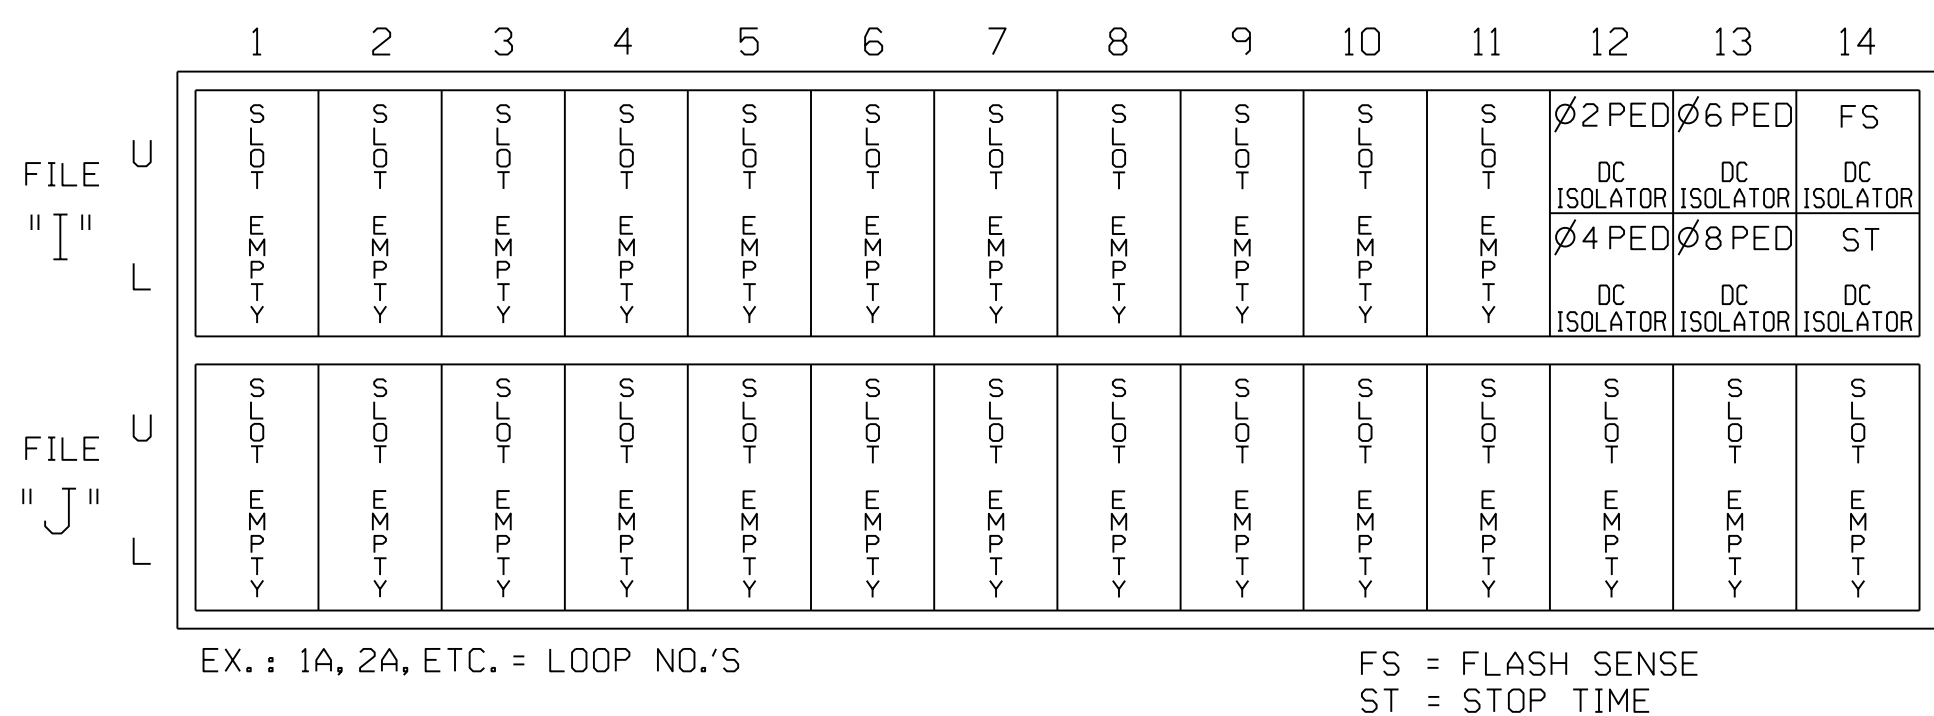 1 2 3 4 5 6 7 8 9 10 11 12 13 14
FILE "I"
U
L
SLOT EMPTY
SLOT EMPTY
SLOT EMPTY
SLOT EMPTY
SLOT EMPTY
SLOT EMPTY
SLOT EMPTY
SLOT EMPTY
SLOT EMPTY
SLOT EMPTY
SLOT EMPTY
Ø2 PED
DC
ISOLATOR
Ø4 PED
DC
ISOLATOR
Ø6 PED
DC
ISOLATOR
Ø8 PED
DC
ISOLATOR
FS
DC
ISOLATOR
ST
DC
ISOLATOR
FILE "J"
U
L
SLOT EMPTY
SLOT EMPTY
SLOT EMPTY
SLOT EMPTY
SLOT EMPTY
SLOT EMPTY
SLOT EMPTY
SLOT EMPTY
SLOT EMPTY
SLOT EMPTY
SLOT EMPTY
SLOT EMPTY
SLOT EMPTY
SLOT EMPTY
EX.: 1A, 2A, ETC. = LOOP NO.'S
FS = FLASH SENSE
ST = STOP TIME